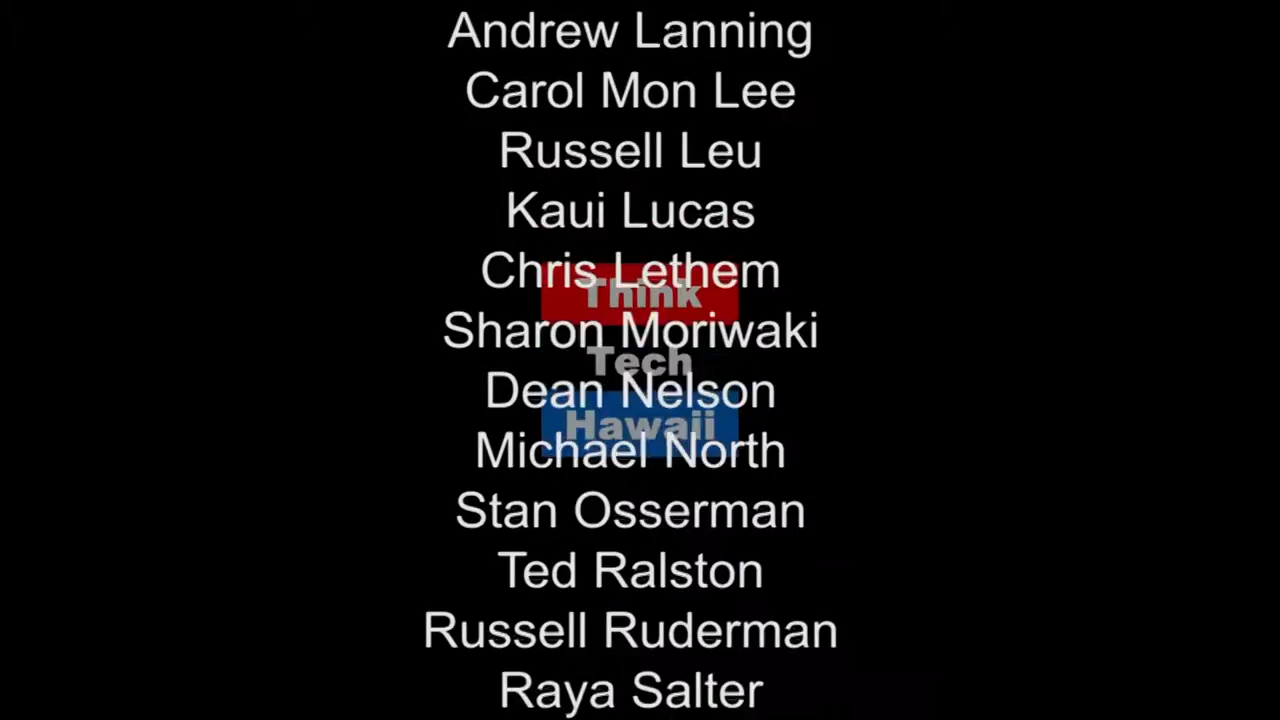 Andrew Lanning
Carol Mon Lee
Russell Leu
Kaui Lucas
Chris Lethem
Think
Sharon Moriwaki
Tech
Dean Nelson
Hawaii
Michael North
Stan Osserman
Ted Ralston
Russell Ruderman
Raya Salter